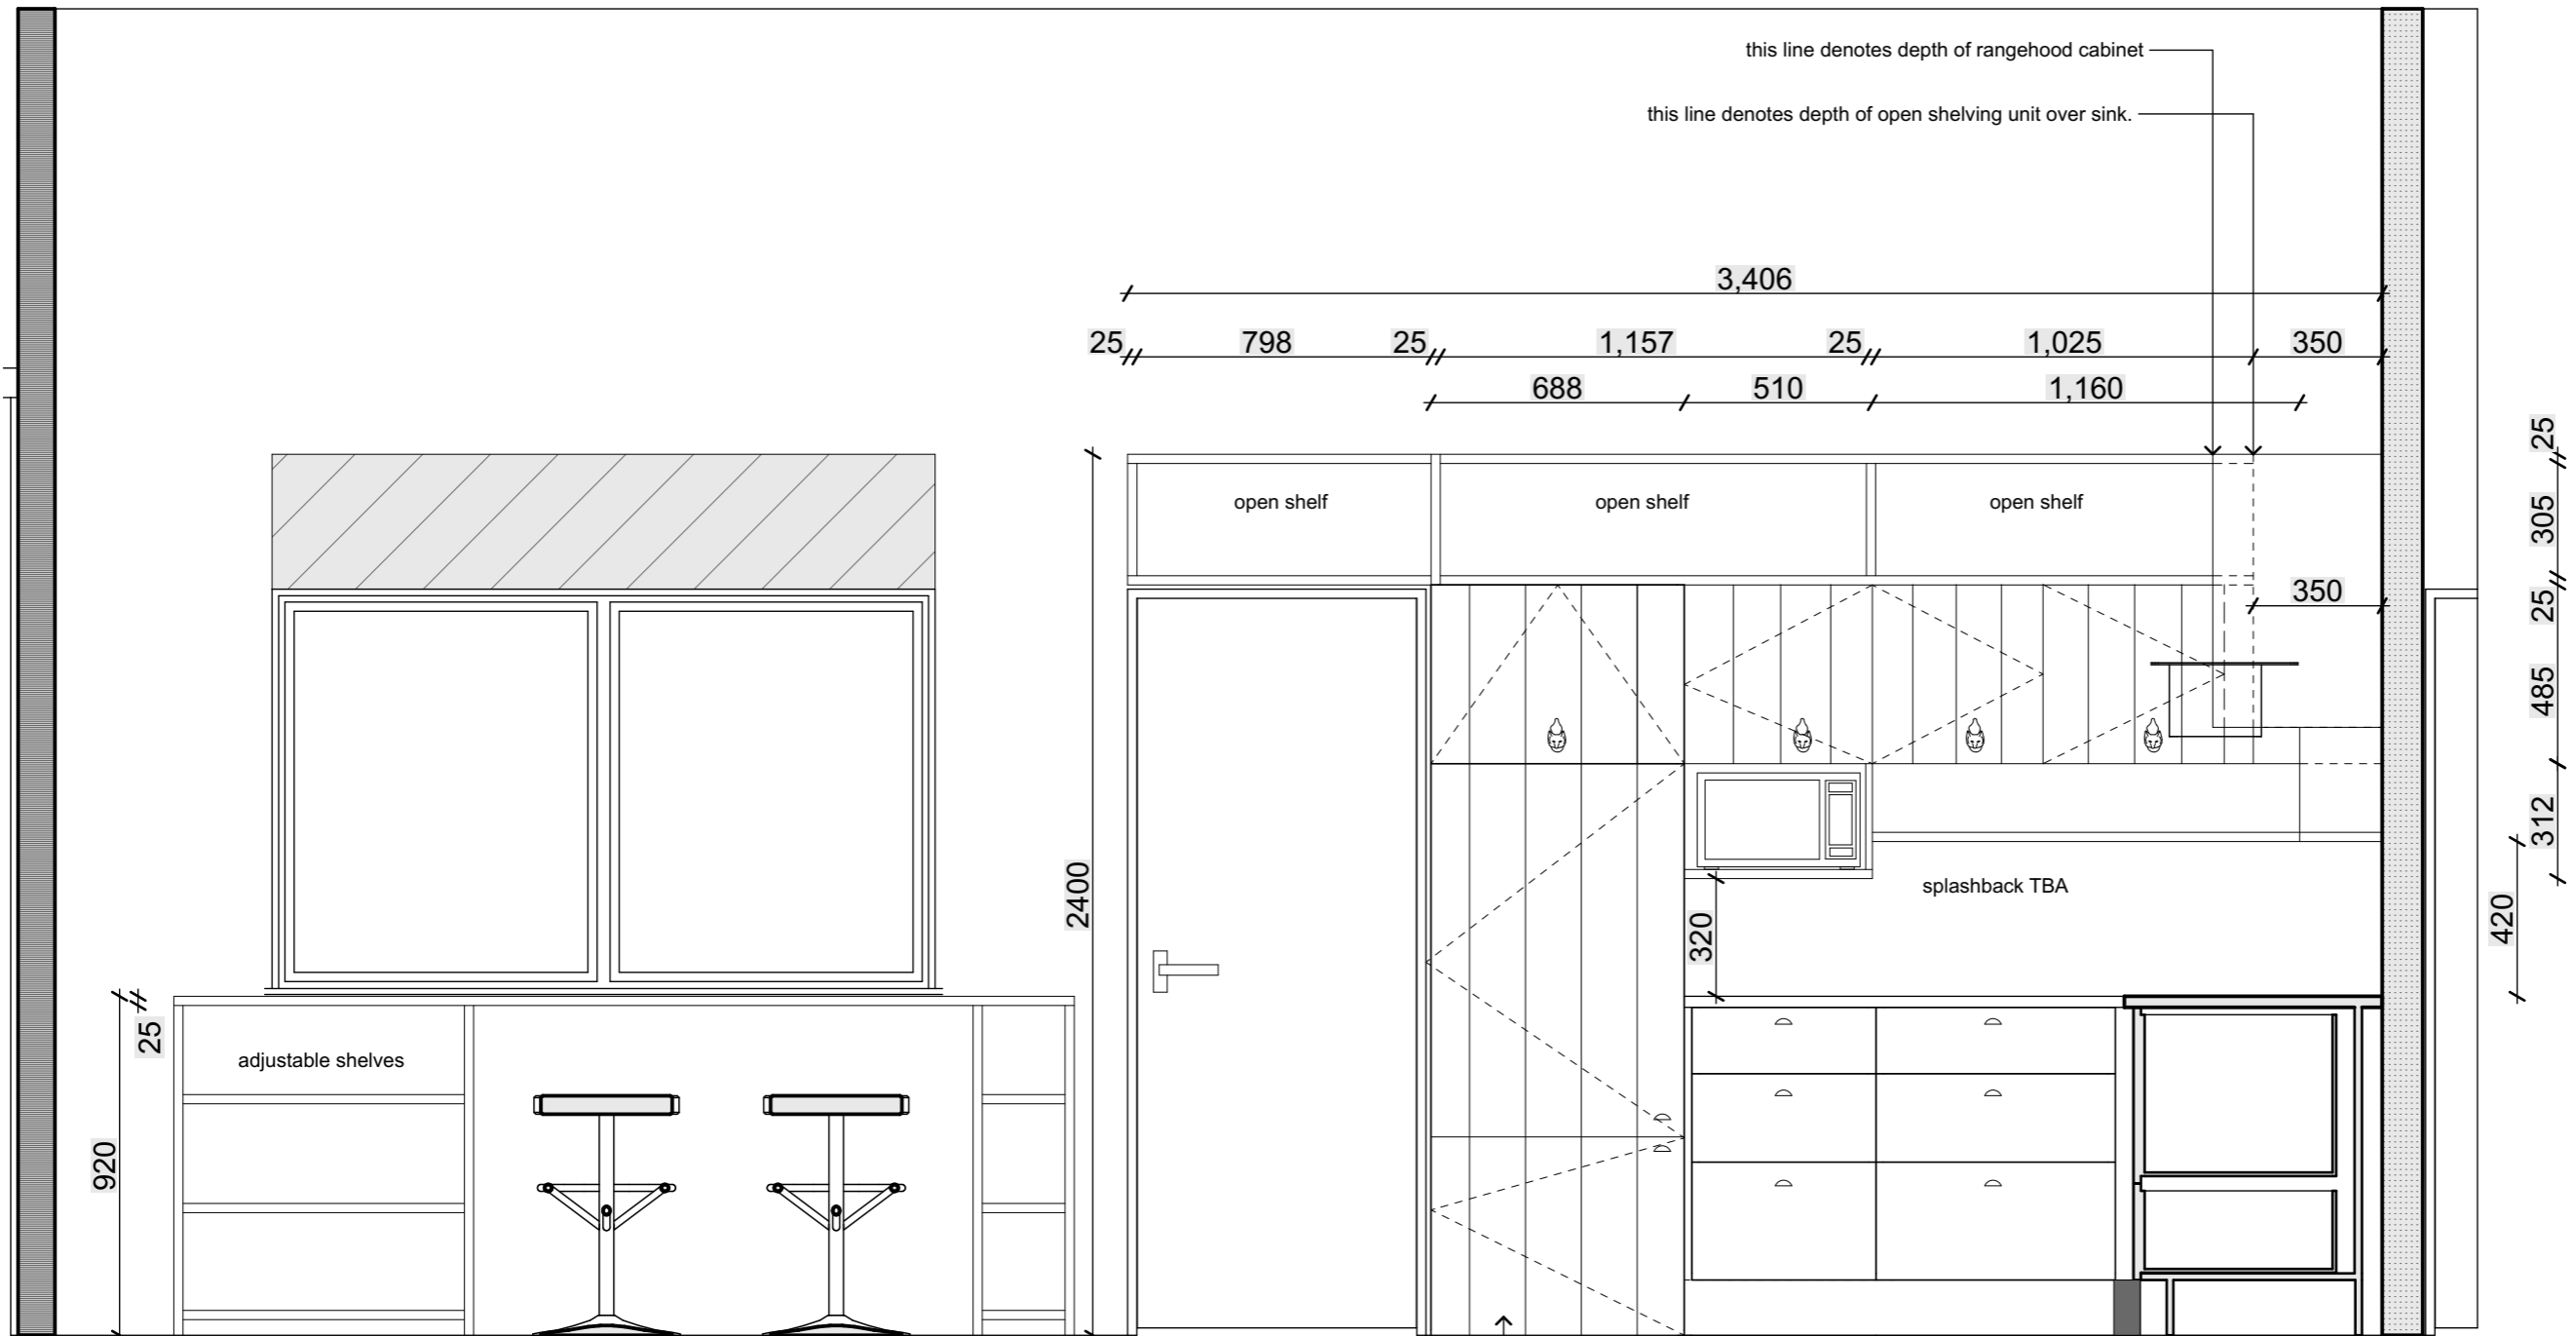 this line denotes depth of rangehood cabinet
this line denotes depth of open shelving unit over sink.
3,406
25 798 25 1,157 25 1,025 350
688 510 1,160
25
open shelf open shelf open shelf
305
350
25
485
312
2400
splashback TBA
320
420
25
adjustable shelves
920